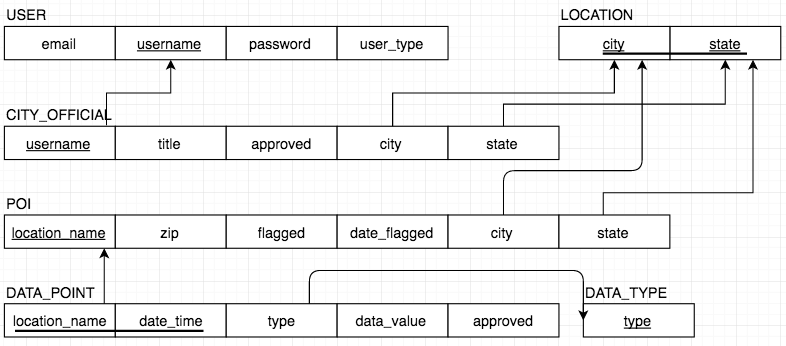 USER
LOCATION
email username password user_type
city state
CITY_OFFICIAL
username title approved city state
POI
location_name zip flagged date_flagged city state
DATA_POINT
DATA_TYPE
location_name date_time type data_value approved
type